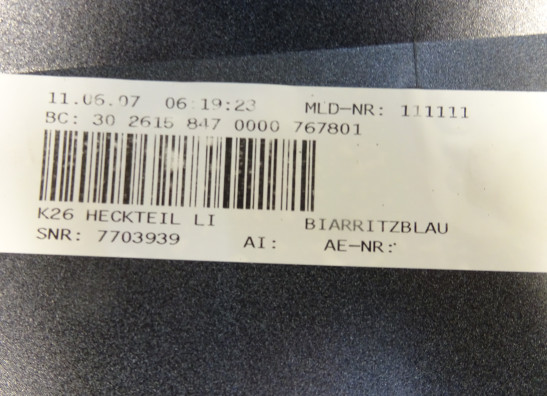 11.06.07 06:19:23 MLD-NR: 111111
BC: 30 2615 847 0000 767801
K26 HECKTEIL LI BIARRITZBLAU
SNR: 7703939 AI: AE-NR: